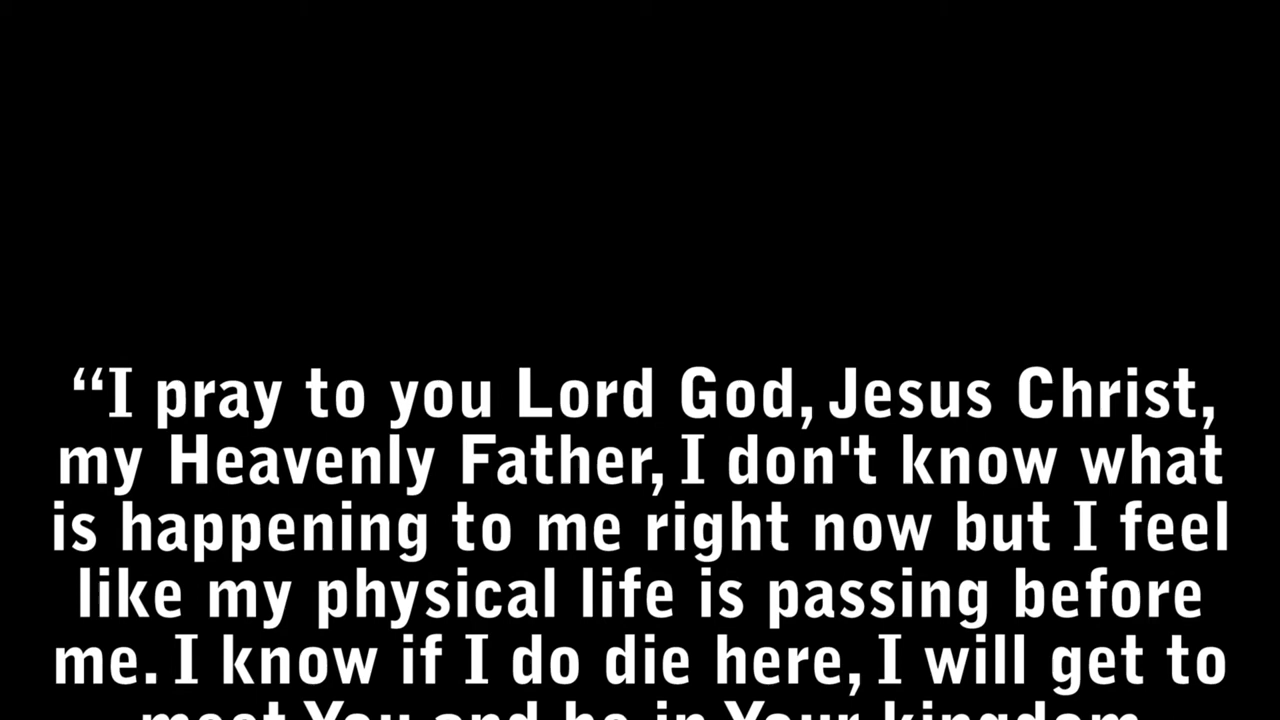 “I pray to you Lord God, Jesus Christ,
my Heavenly Father, I don't know what
is happening to me right now but I feel
like my physical life is passing before
me. I know if I do die here, I will get to
meet You and be in Your kingdom